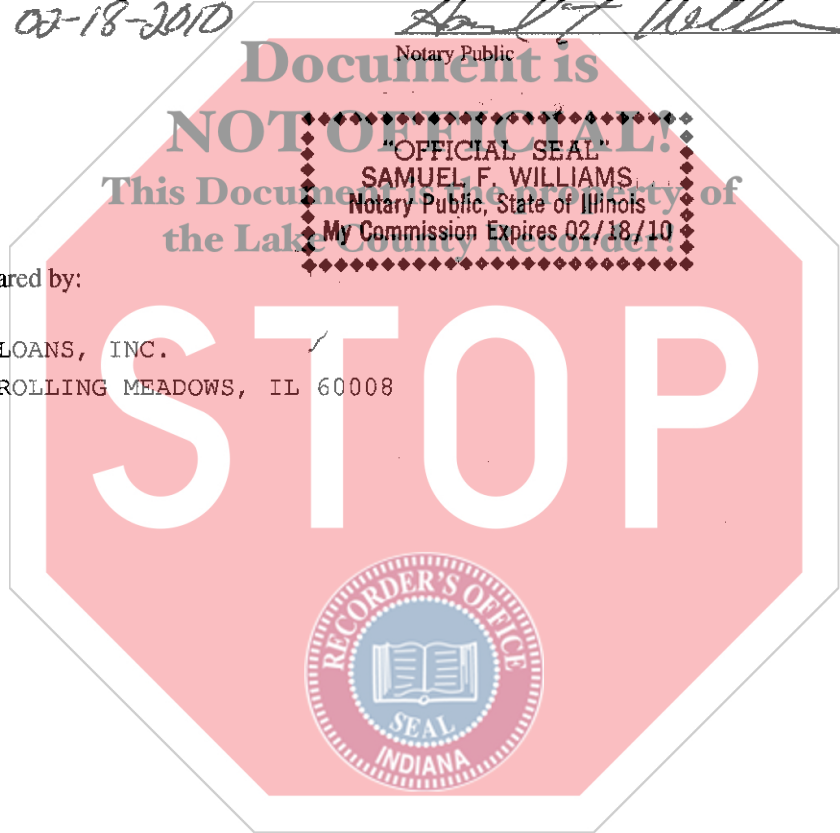 02-18-2010
Notary Public
Document is
NOT OFFICIAL!
"OFFICIAL SEAL"
SAMUEL F. WILLIAMS
This Document is the property of
Notary Public, State of Illinois
the Lake County Recorder!
My Commission Expires 02/18/10
ared by:
LOANS, INC.
ROLLING MEADOWS, IL 60008
STOP
RECORDER'S OFFICE
SEAL
INDIANA